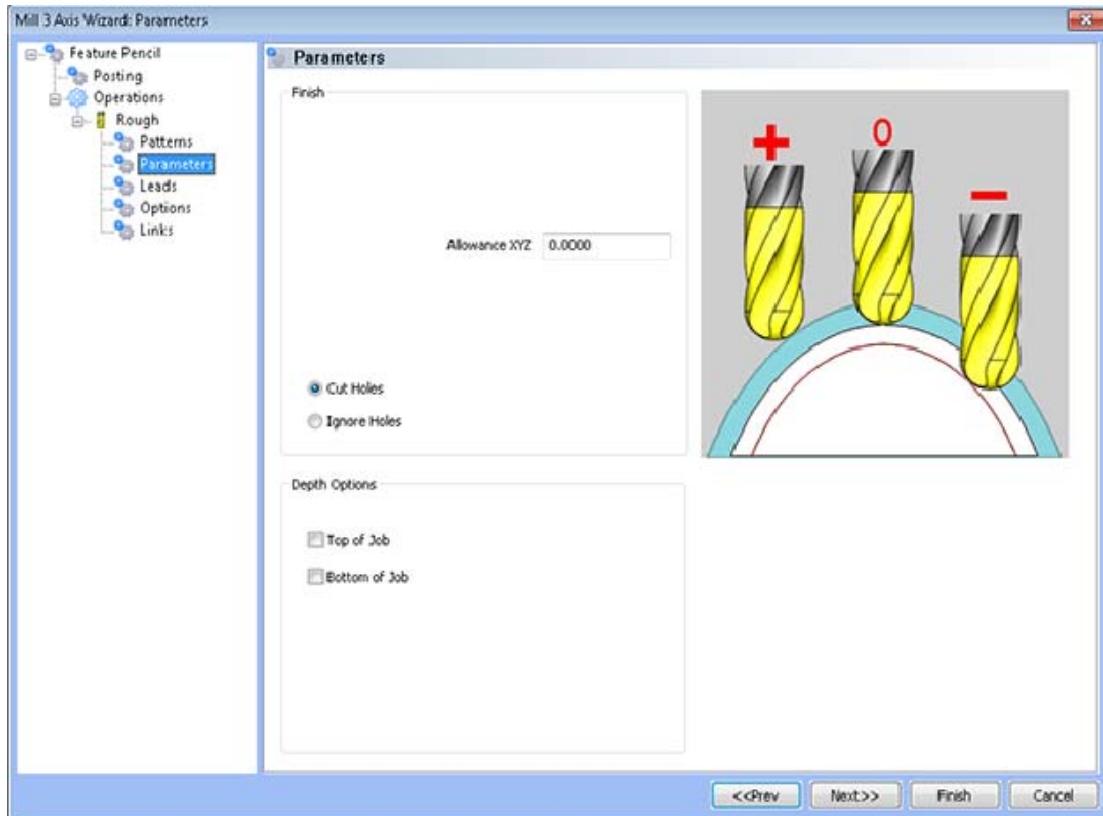 Mill 3 Axis Wizard: Parameters
Feature Pencil
Posting
Operations
Rough
Patterns
Parameters
Leads
Options
Links
Parameters
Finish
Allowance XYZ 0.0000
Cut Holes
Ignore Holes
Depth Options
Top of Job
Bottom of Job
+ 0 −
<<Prev Next>> Finish Cancel